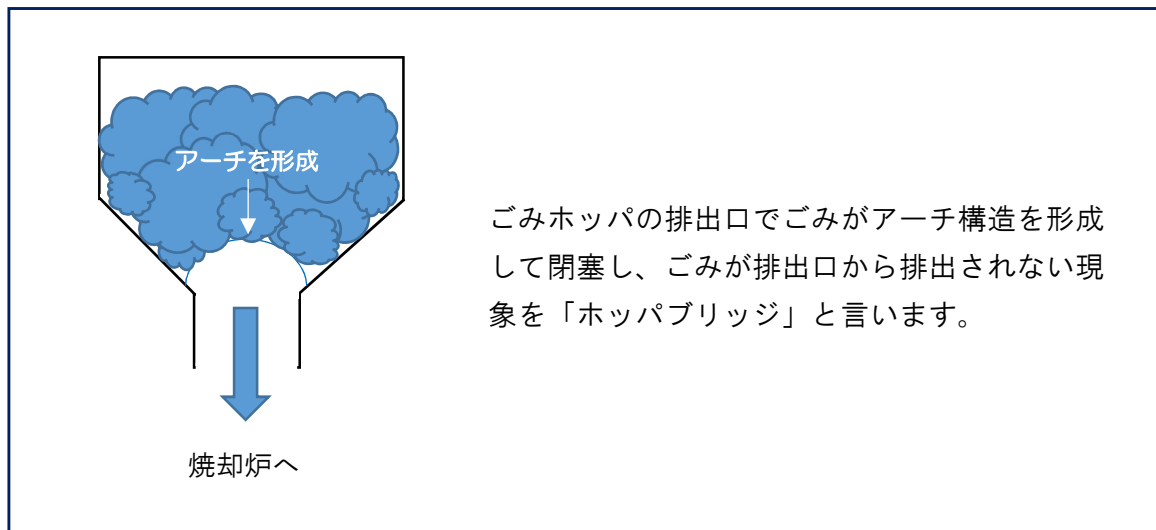 アーチを形成
ごみホッパの排出口でごみがアーチ構造を形成
して閉塞し、ごみが排出口から排出されない現
象を「ホッパブリッジ」と言います。
焼却炉へ